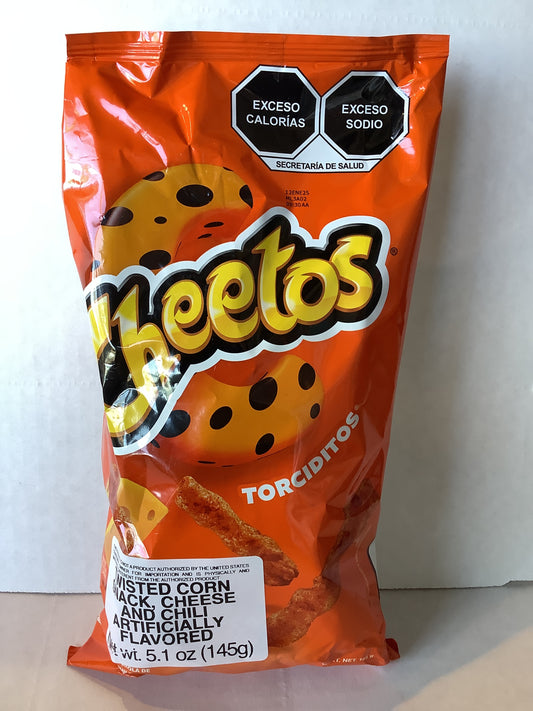 EXCESO
CALORÍAS
EXCESO
SODIO
SECRETARÍA DE SALUD
12ENE25
Cheetos®
TORCIDITOS
A PRODUCT AUTHORIZED BY THE UNITED STATES
FOR IMPORTATION AND IS PHYSICALLY AND
FROM THE AUTHORIZED PRODUCT
WISTED CORN
NACK, CHEESE
AND CHILI
ARTIFICIALLY
FLAVORED
wt. 5.1 oz (145g)